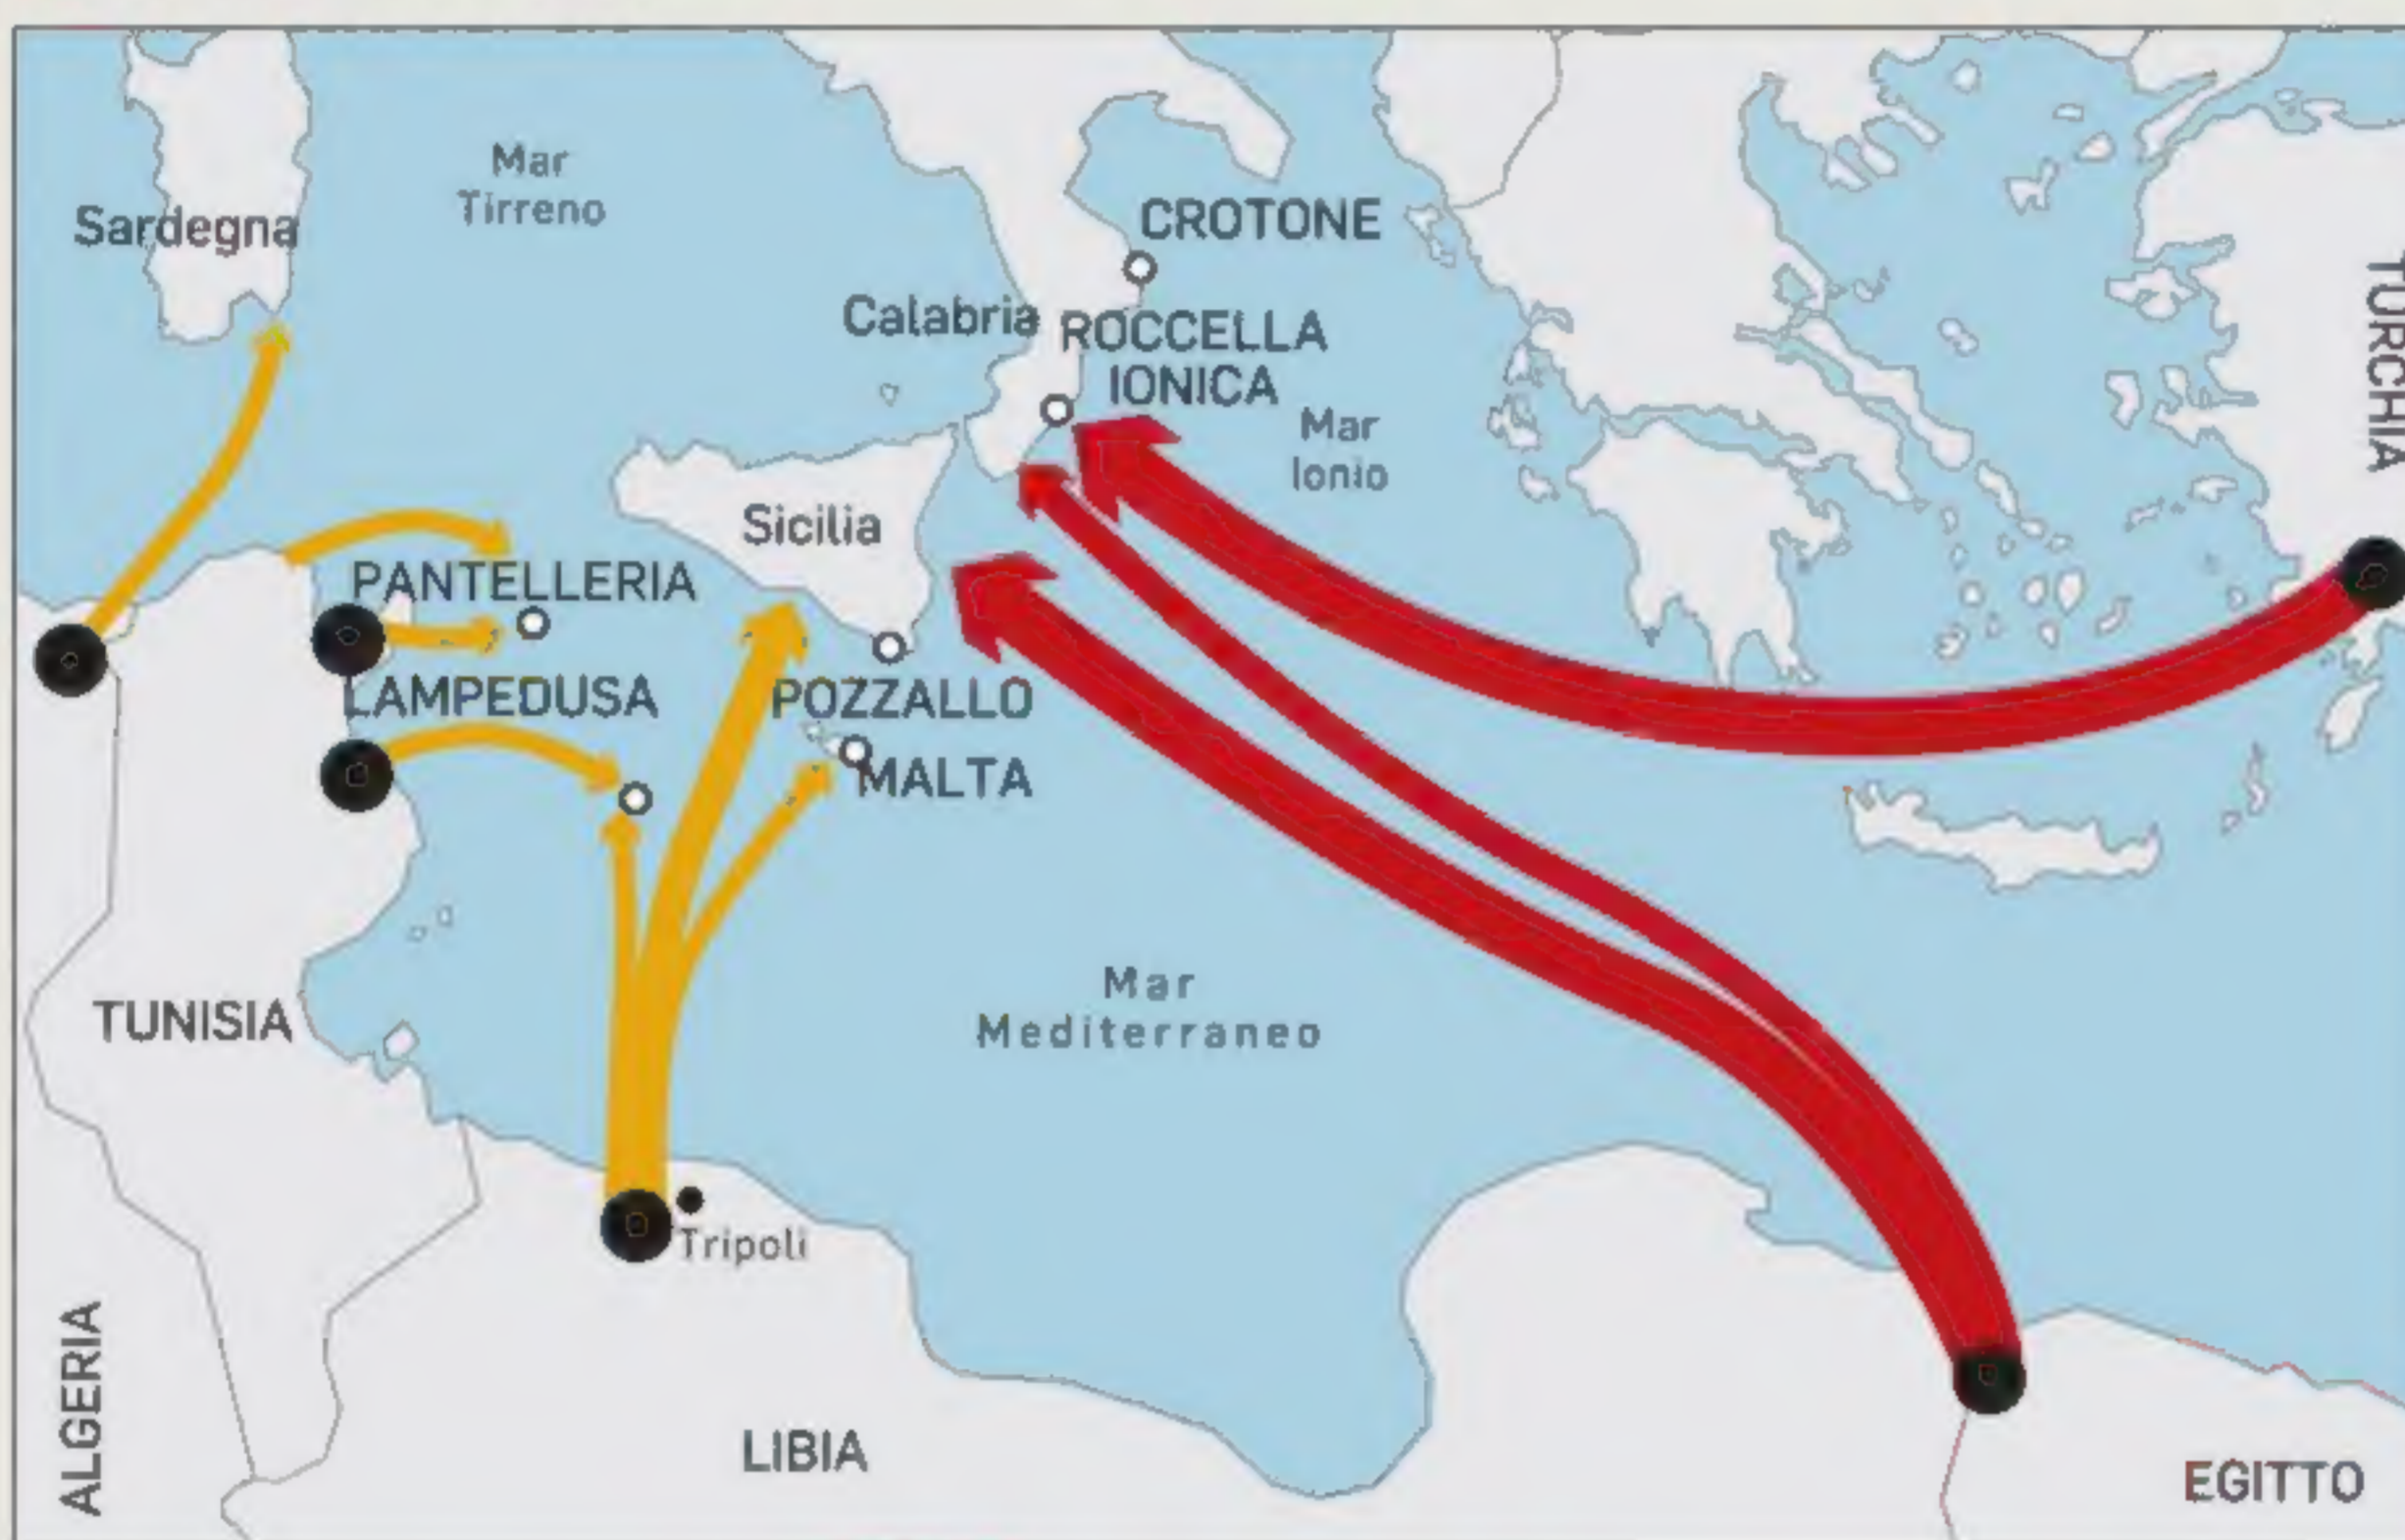 Mar
Tirreno
Sardegna
CROTONE
Calabria
ROCCELLA
IONICA
Mar
Ionio
TURCHIA
Sicilia
PANTELLERIA
LAMPEDUSA
POZZALLO
MALTA
Mar
Mediterraneo
TUNISIA
Tripoli
ALGERIA
LIBIA
EGITTO